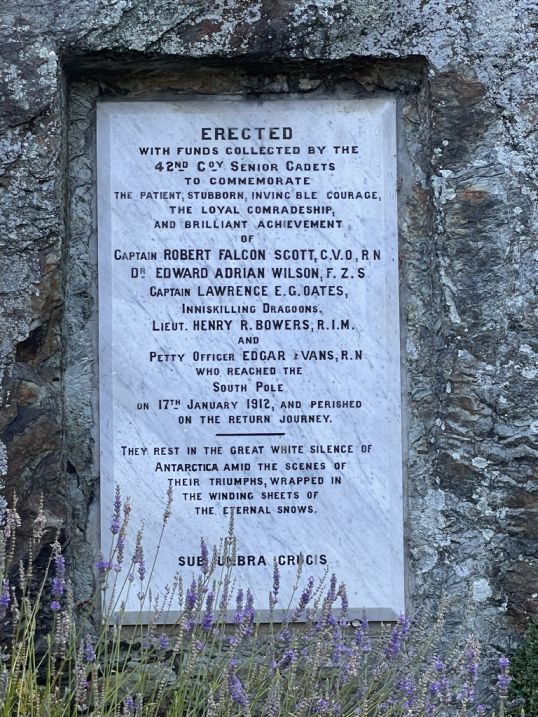 ERECTED
WITH FUNDS COLLECTED BY THE
42ND COY SENIOR CADETS
TO COMMEMORATE
THE PATIENT, STUBBORN, INVINC BLE COURAGE,
THE LOYAL COMRADESHIP,
AND BRILLIANT ACHIEVEMENT
OF
CAPTAIN ROBERT FALCON SCOTT, C.V.O, R N
DR EDWARD ADRIAN WILSON, F. Z. S
CAPTAIN LAWRENCE E.G. OATES,
INNISKILLING DRAGOONS.
LIEUT. HENRY R. BOWERS, R.I.M.
AND
PETTY OFFICER EDGAR EVANS, R.N
WHO REACHED THE
SOUTH POLE
ON 17TH JANUARY 1912, AND PERISHED
ON THE RETURN JOURNEY.
THEY REST IN THE GREAT WHITE SILENCE OF
ANTARCTICA AMID THE SCENES OF
THEIR TRIUMPHS, WRAPPED IN
THE WINDING SHEETS OF
THE ETERNAL SNOWS.
SUB UMBRA CRUCIS